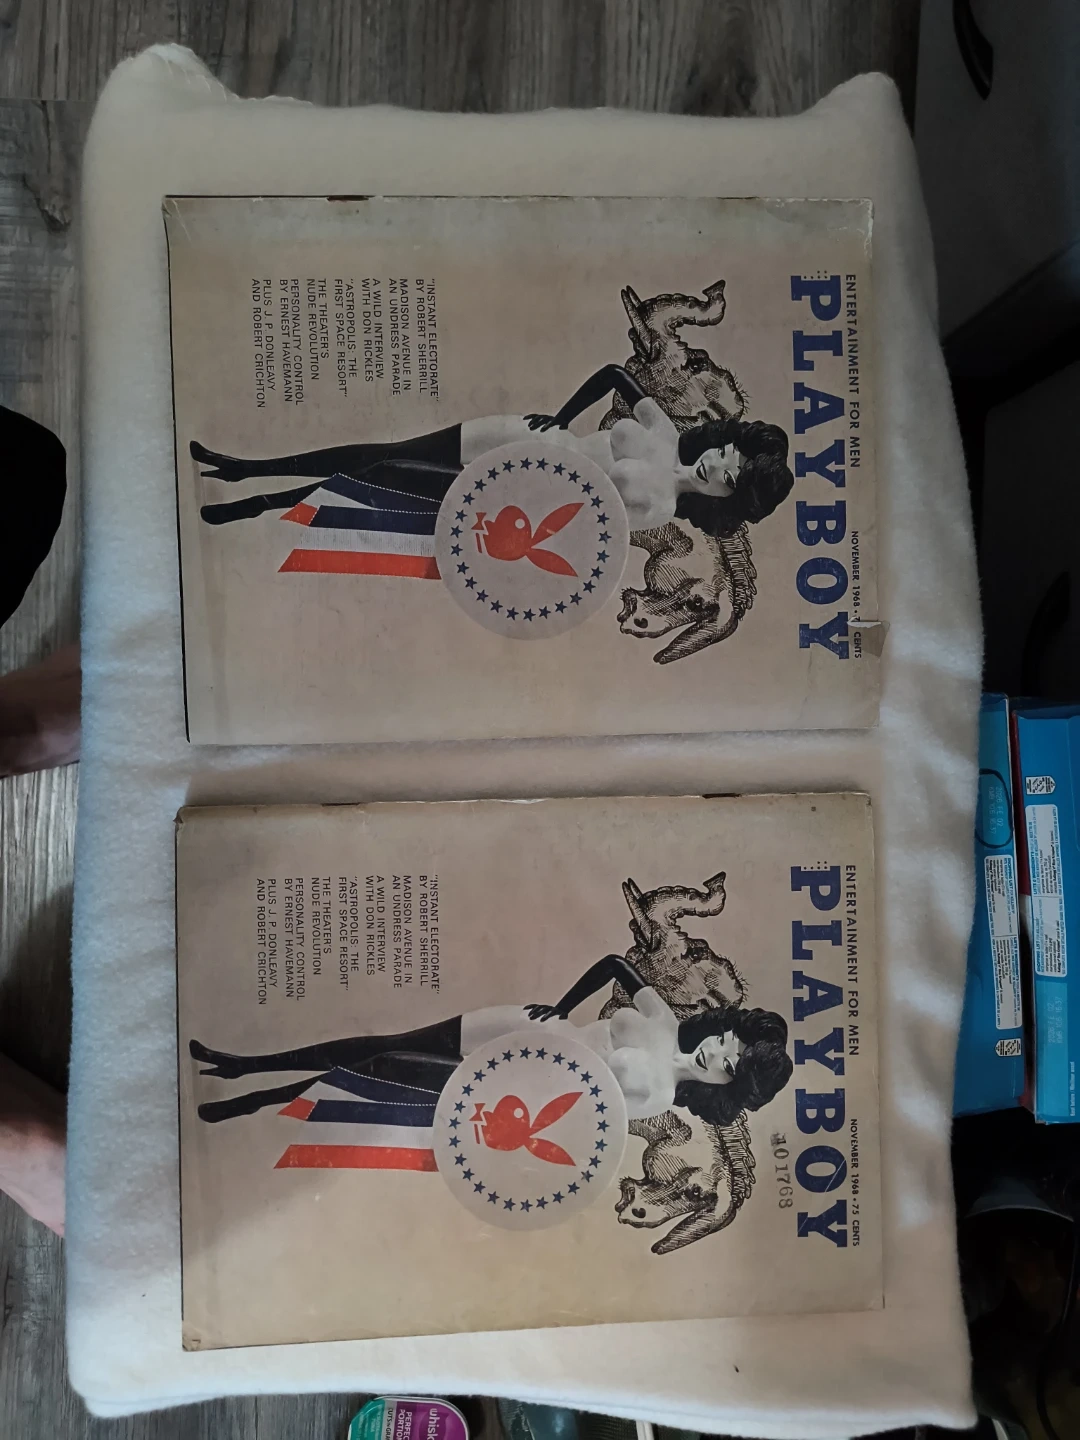 ENTERTAINMENT FOR MEN
NOVEMBER, 1968 • CENTS
PLAYBOY
"INSTANT ELECTORATE"
BY ROBERT SHERRILL
MADISON AVENUE IN
AN UNDRESS PARADE
A WILD INTERVIEW
WITH DON RICKLES
"ASTROPOLIS: THE
FIRST SPACE RESORT"
THE THEATER'S
NUDE REVOLUTION
PERSONALITY CONTROL
BY ERNEST HAVEMANN
PLUS J. P. DONLEAVY
AND ROBERT CRICHTON
ENTERTAINMENT FOR MEN
NOVEMBER, 1968 • 75 CENTS
PLAYBOY
101768
"INSTANT ELECTORATE"
BY ROBERT SHERRILL
MADISON AVENUE IN
AN UNDRESS PARADE
A WILD INTERVIEW
WITH DON RICKLES
"ASTROPOLIS: THE
FIRST SPACE RESORT"
THE THEATER'S
NUDE REVOLUTION
PERSONALITY CONTROL
BY ERNEST HAVEMANN
PLUS J. P. DONLEAVY
AND ROBERT CRICHTON
PERFECT